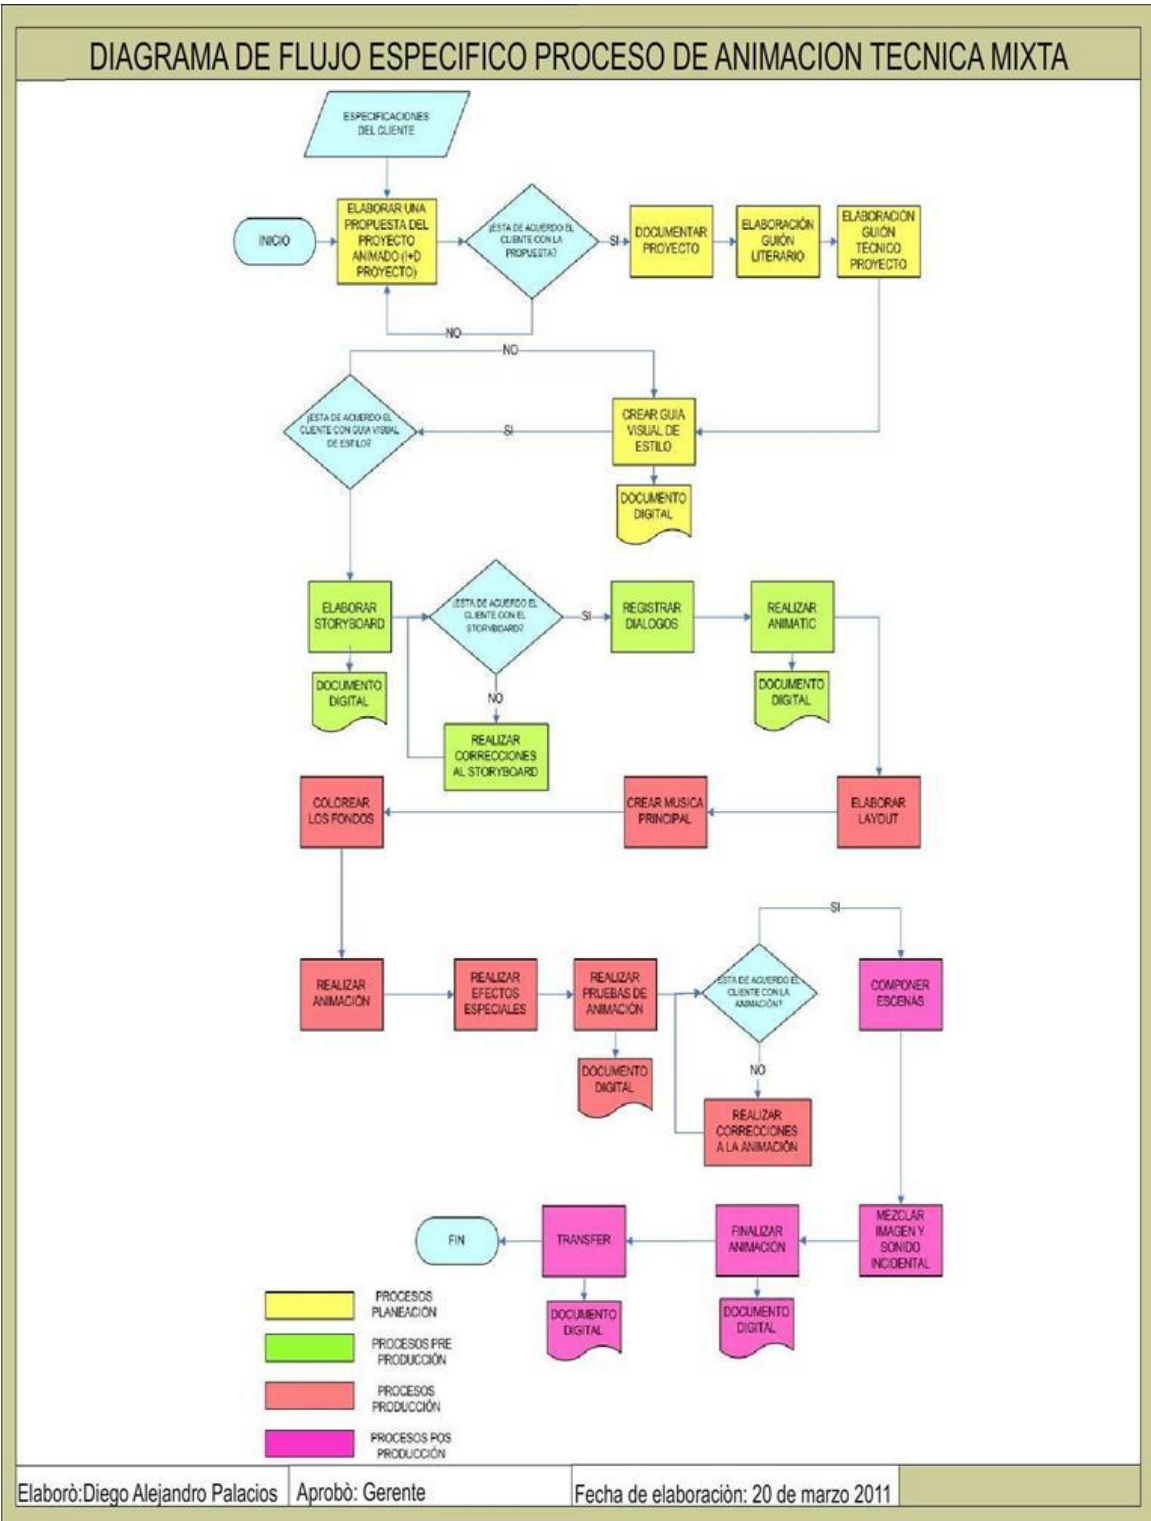 DIAGRAMA DE FLUJO ESPECIFICO PROCESO DE ANIMACION TECNICA MIXTA
ESPECIFICACIONES
DEL CLIENTE
INICIO
ELABORAR UNA
PROPUESTA DEL
PROYECTO
ANIMADO (I+D
PROYECTO)
¡ESTA DE ACUERDO EL
CLIENTE CON LA
PROPUESTA?
SI
DOCUMENTAR
PROYECTO
ELABORACIÓN
GUIÓN
LITERARIO
ELABORACIÓN
GUIÓN
TÉCNICO
PROYECTO
NO
NO
¡ESTA DE ACUERDO EL
CLIENTE CON GUIA VISUAL
DE ESTILO?
SI
CREAR GUIA
VISUAL DE
ESTILO
DOCUMENTO
DIGITAL
ELABORAR
STORYBOARD
¡ESTA DE ACUERDO EL
CLIENTE CON EL
STORYBOARD?
SI
REGISTRAR
DIALOGOS
REALIZAR
ANIMATIC
DOCUMENTO
DIGITAL
NO
DOCUMENTO
DIGITAL
REALIZAR
CORRECCIONES
AL STORYBOARD
COLOREAR
LOS FONDOS
CREAR MUSICA
PRINCIPAL
ELABORAR
LAYOUT
SI
REALIZAR
ANIMACIÓN
REALIZAR
EFECTOS
ESPECIALES
REALIZAR
PRUEBAS DE
ANIMACIÓN
ESTA DE ACUERDO EL
CLIENTE CON LA
ANIMACIÓN?
COMPONER
ESCENAS
DOCUMENTO
DIGITAL
NO
REALIZAR
CORRECCIONES
A LA ANIMACIÓN
FIN
TRANSFER
FINALIZAR
ANIMACIÓN
MEZCLAR
IMAGEN Y
SONIDO
INCIDENTAL
DOCUMENTO
DIGITAL
DOCUMENTO
DIGITAL
PROCESOS
PLANEACIÓN
PROCESOS PRE
PRODUCCIÓN
PROCESOS
PRODUCCIÓN
PROCESOS POS
PRODUCCIÓN
Elaborò:Diego Alejandro Palacios
Aprobò: Gerente
Fecha de elaboraciòn: 20 de marzo 2011